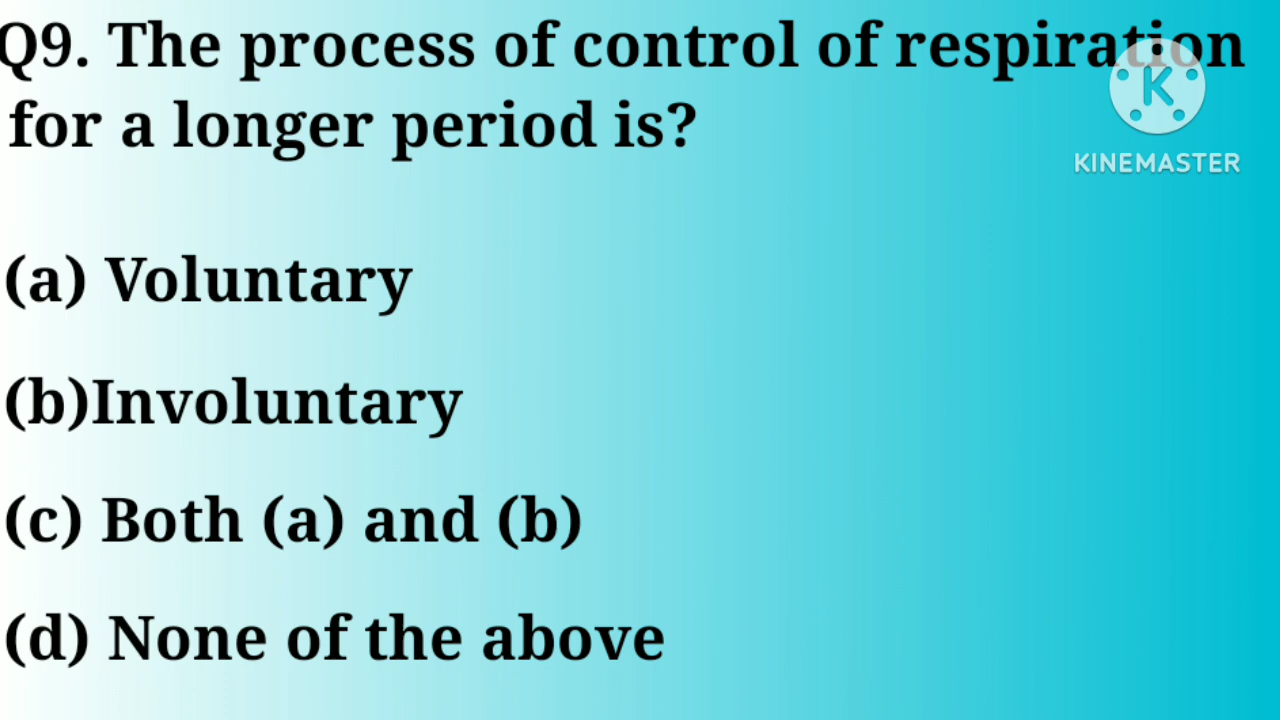 Q9. The process of control of respiration
for a longer period is?
K
KINEMASTER
(a) Voluntary
(b)Involuntary
(c) Both (a) and (b)
(d) None of the above